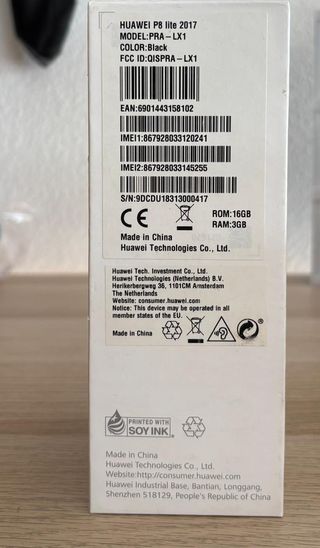 HUAWEI P8 lite 2017
MODEL:PRA-LX1
COLOR:Black
FCC ID:QISPRA-LX1
EAN:6901443158102
IMEI1:867928033120241
IMEI2:867928033145255
S/N:9DCDU18313000417
CE
ROM:16GB
RAM:3GB
Made in China
Huawei Technologies Co., Ltd.
Huawei Tech. Investment Co., Ltd.
Huawei Technologies (Netherlands) B.V.
Herikerbergweg 36, 1101CM Amsterdam
The Netherlands
Website: consumer.huawei.com
Notice: This device may be operated in all
member states of the EU.
Made in China
PRINTED WITH
SOY INK
Made in China
Huawei Technologies Co., Ltd.
Website:http://consumer.huawei.com
Huawei Industrial Base, Bantian, Longgang,
Shenzhen 518129, People's Republic of China